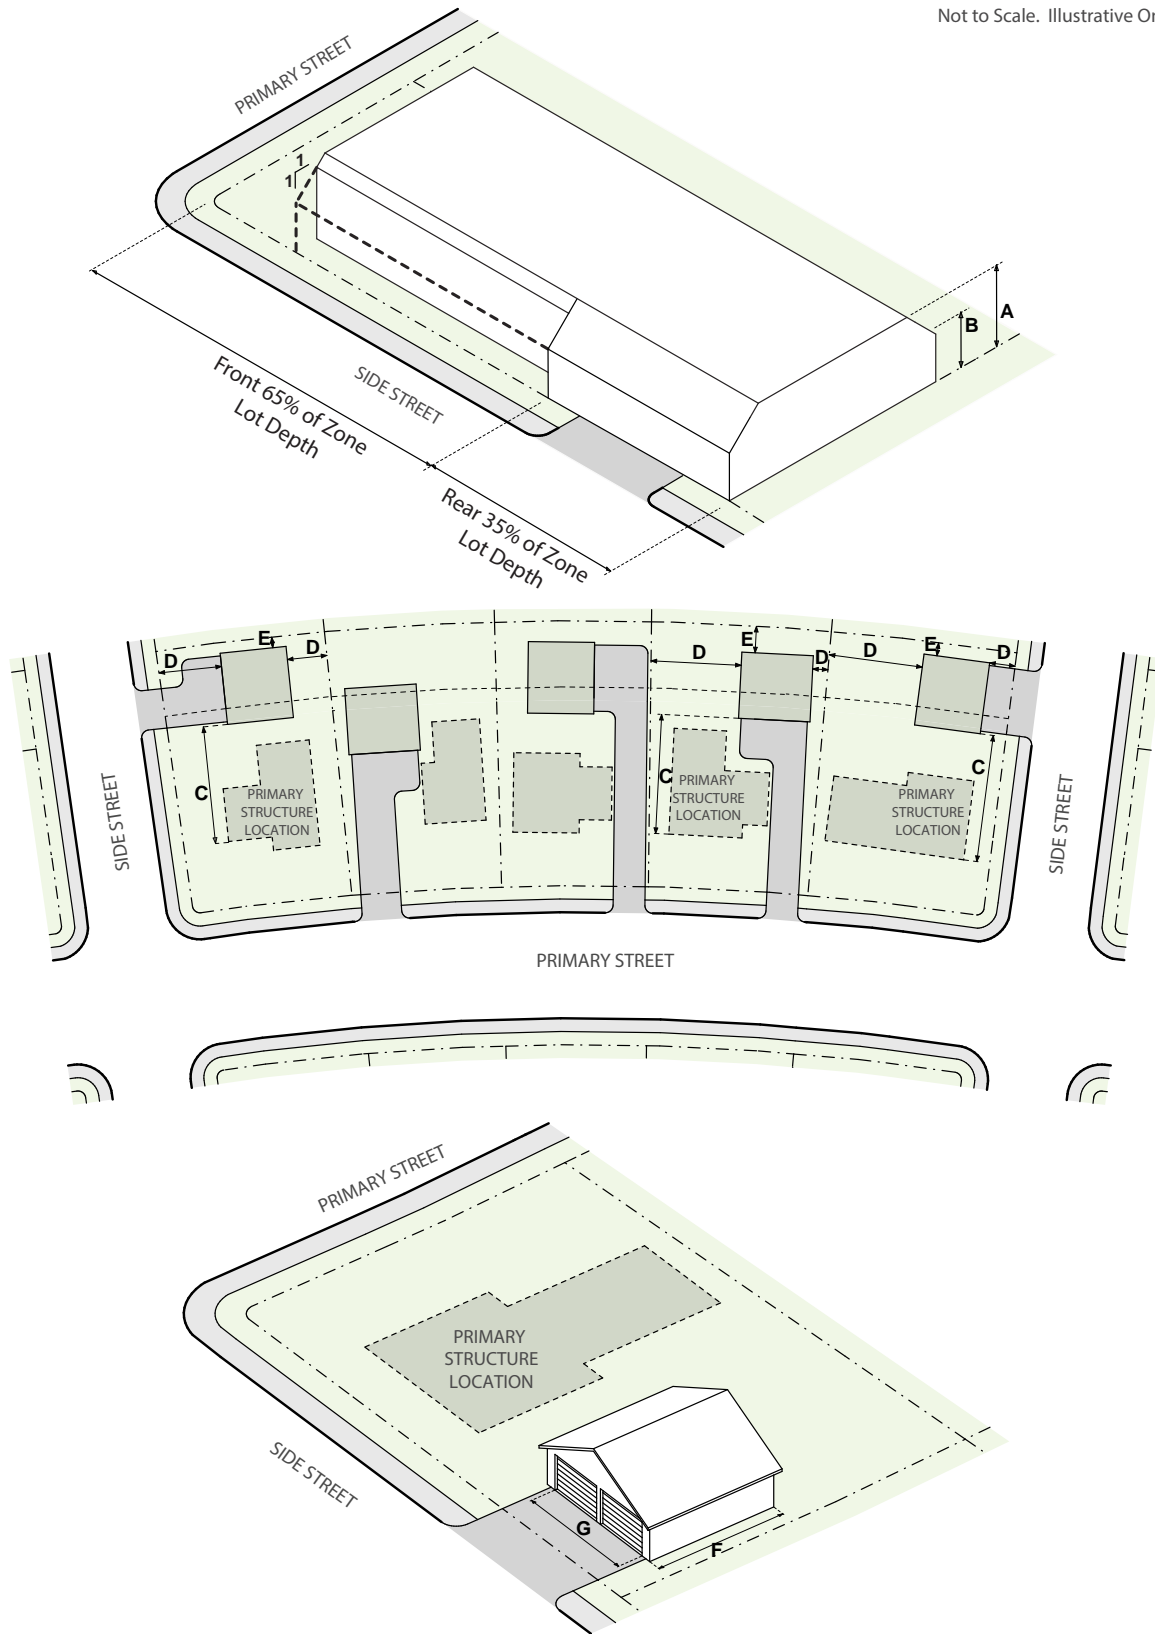 Not to Scale. Illustrative
PRIMARY STREET
1
1
A
B
SIDE STREET
Front 65% of Zone
Lot Depth
Rear 35% of Zone
Lot Depth
E
D
D
E
D
D
E
D
D
C
PRIMARY
STRUCTURE
LOCATION
C
PRIMARY
STRUCTURE
LOCATION
C
PRIMARY
STRUCTURE
LOCATION
SIDE STREET
SIDE STREET
PRIMARY STREET
PRIMARY STREET
PRIMARY
STRUCTURE
LOCATION
SIDE STREET
G
F